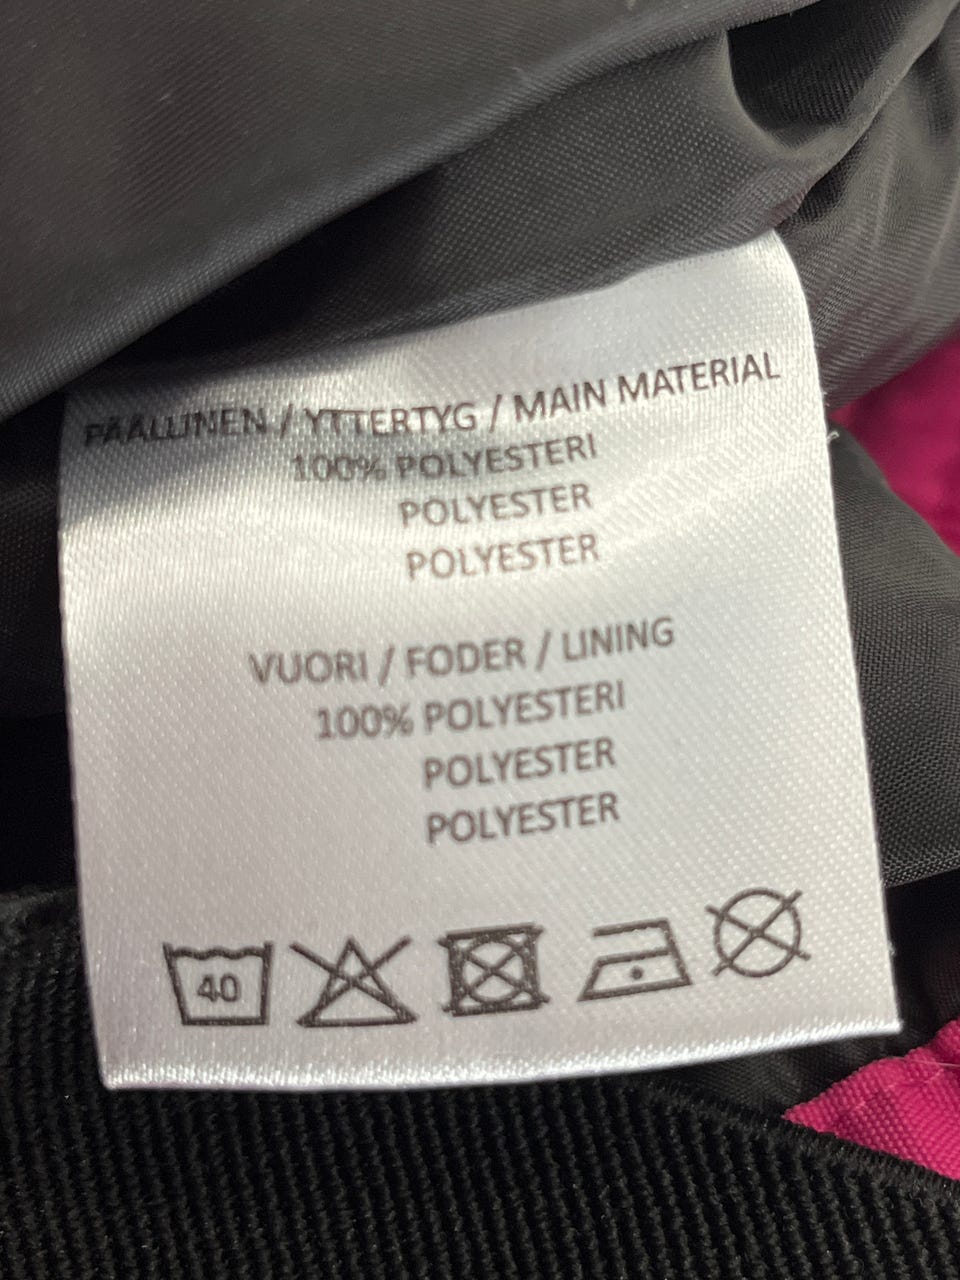 PÄÄLLINEN / YTTERTYG / MAIN MATERIAL
100% POLYESTERI
POLYESTER
POLYESTER
VUORI / FODER / LINING
100% POLYESTERI
POLYESTER
POLYESTER
40